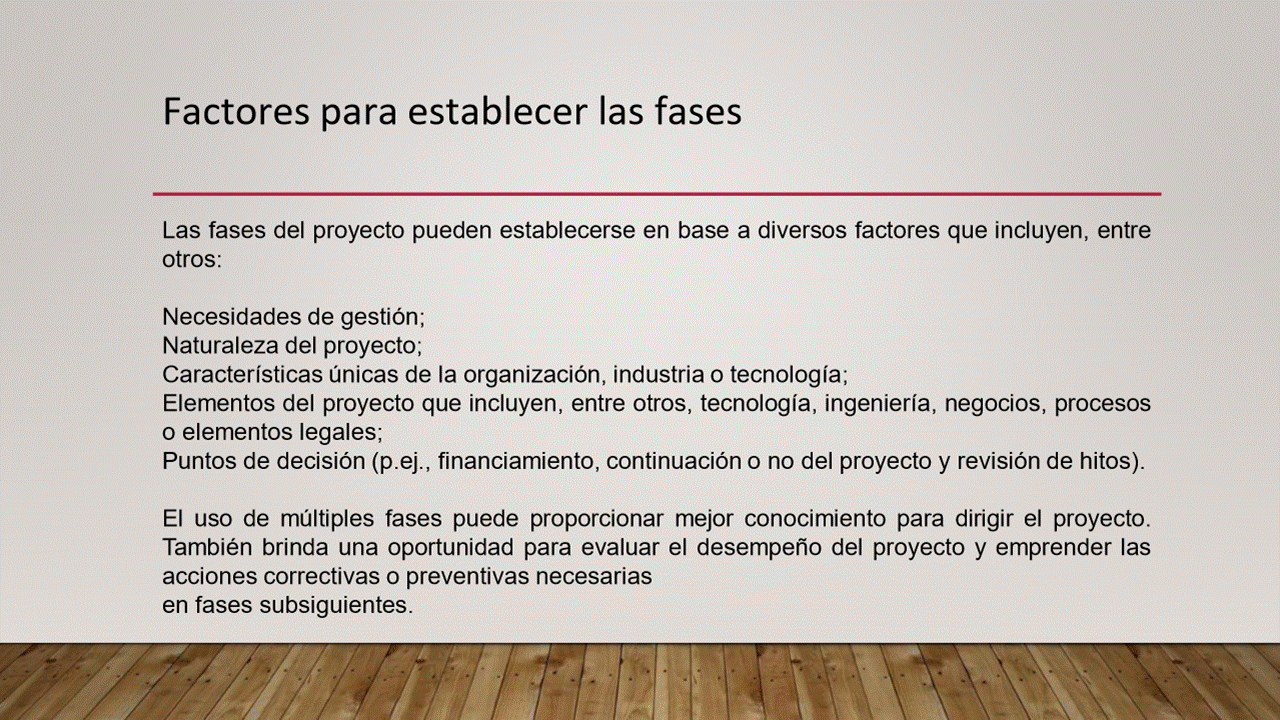 Factores para establecer las fases
Las fases del proyecto pueden establecerse en base a diversos factores que incluyen, entre
otros:
Necesidades de gestión;
Naturaleza del proyecto;
Características únicas de la organización, industria o tecnología;
Elementos del proyecto que incluyen, entre otros, tecnología, ingeniería, negocios, procesos
o elementos legales;
Puntos de decisión (p.ej., financiamiento, continuación o no del proyecto y revisión de hitos).
El uso de múltiples fases puede proporcionar mejor conocimiento para dirigir el proyecto.
También brinda una oportunidad para evaluar el desempeño del proyecto y emprender las
acciones correctivas o preventivas necesarias
en fases subsiguientes.